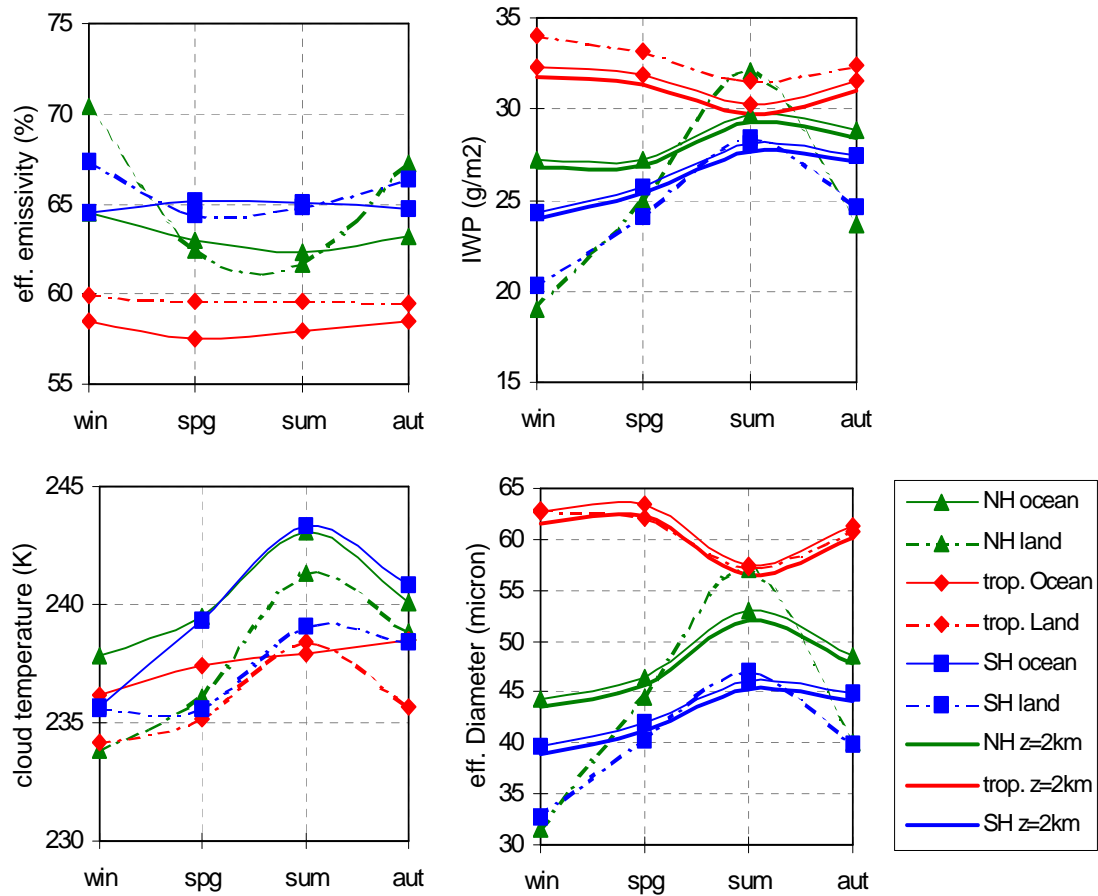 eff. emissivity (%)
75
70
65
60
55
win spg sum aut
IWP (g/m2)
35
30
25
20
15
win spg sum aut
cloud temperature (K)
245
240
235
230
win spg sum aut
eff. Diameter (micron)
65
60
55
50
45
40
35
30
win spg sum aut
NH ocean
NH land
trop. Ocean
trop. Land
SH ocean
SH land
NH z=2km
trop. z=2km
SH z=2km